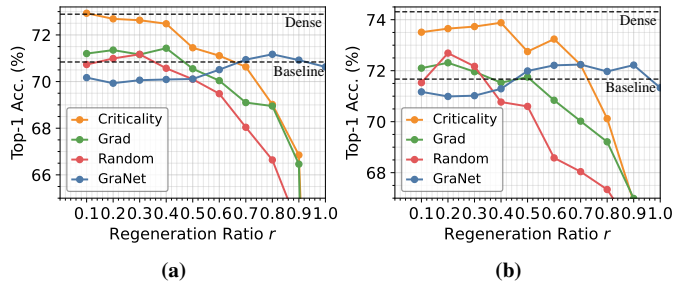 72
70
68
66
Top-1 Acc. (%)
Dense
Baseline
Criticality
Grad
Random
GraNet
0.1 0.2 0.3 0.4 0.5 0.6 0.7 0.8 0.9 1.0
Regeneration Ratio r
(a)
74
72
70
68
Top-1 Acc. (%)
Dense
Baseline
Criticality
Grad
Random
GraNet
0.1 0.2 0.3 0.4 0.5 0.6 0.7 0.8 0.9 1.0
Regeneration Ratio r
(b)